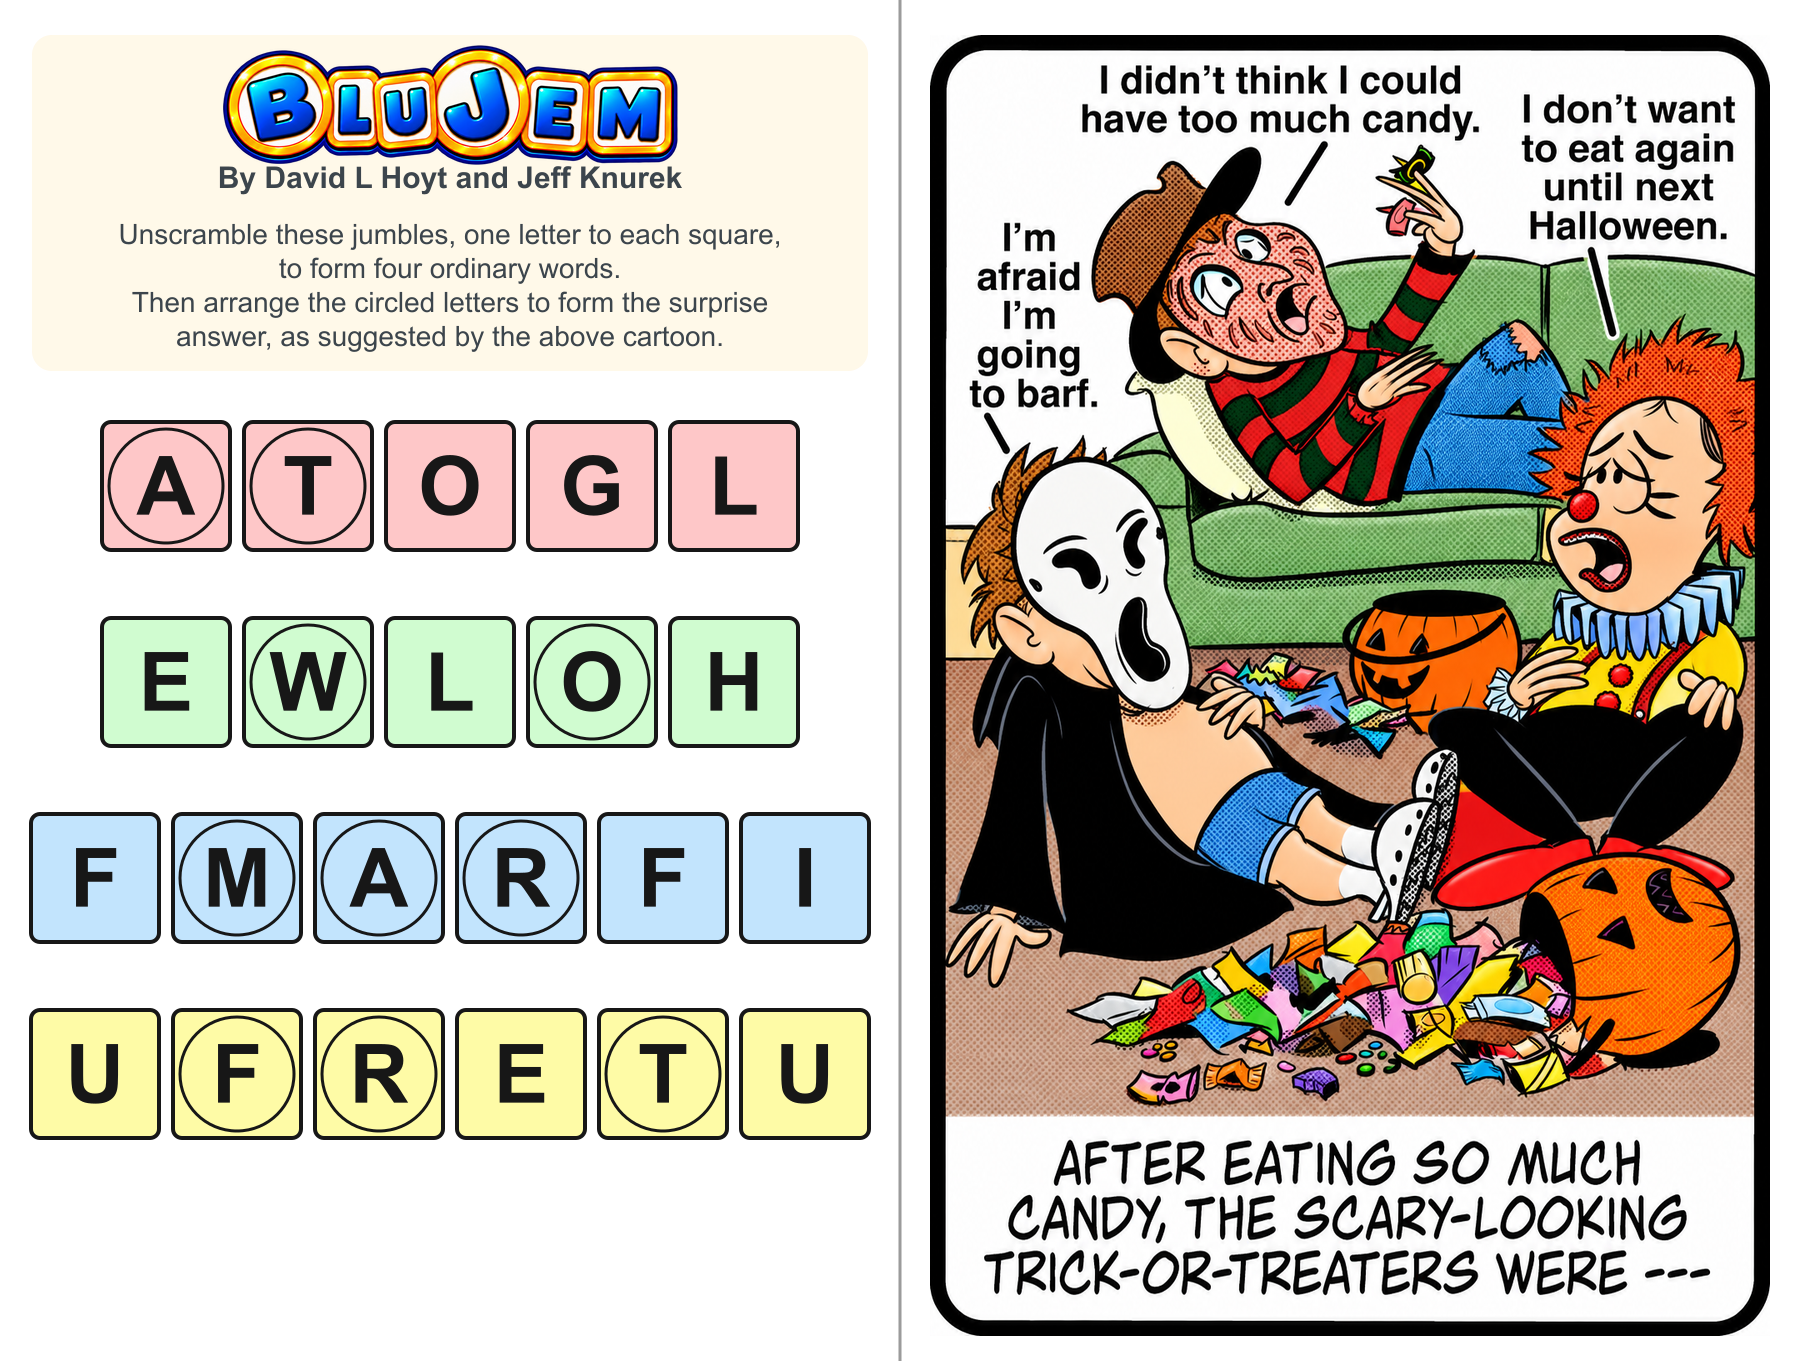 BLUJEM
By David L Hoyt and Jeff Knurek
Unscramble these jumbles, one letter to each square,
to form four ordinary words.
Then arrange the circled letters to form the surprise
answer, as suggested by the above cartoon.
A T O G L
E W L O H
F M A R F I
U F R E T U
I didn't think I could
have too much candy.
I don't want
to eat again
until next
Halloween.
I'm
afraid
I'm
going
to barf.
AFTER EATING SO MUCH
CANDY, THE SCARY-LOOKING
TRICK-OR-TREATERS WERE ---